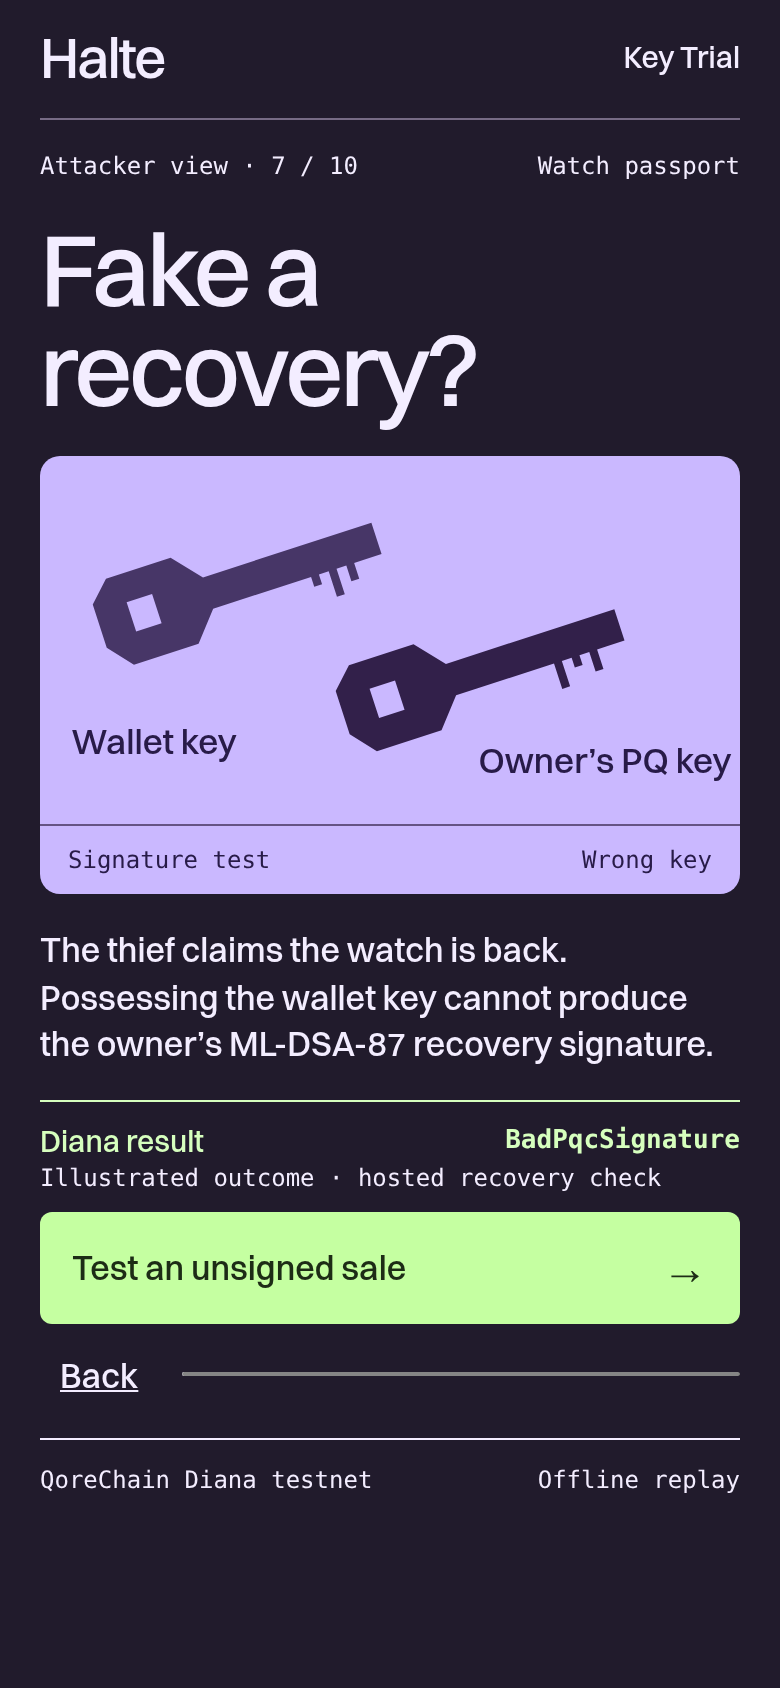 Halte
Key Trial
Attacker view · 7 / 10
Watch passport
Fake a
recovery?
Wallet key
Owner’s PQ key
Signature test
Wrong key
The thief claims the watch is back.
Possessing the wallet key cannot produce
the owner’s ML-DSA-87 recovery signature.
Diana result
BadPqcSignature
Illustrated outcome · hosted recovery check
Test an unsigned sale →
Back
QoreChain Diana testnet
Offline replay